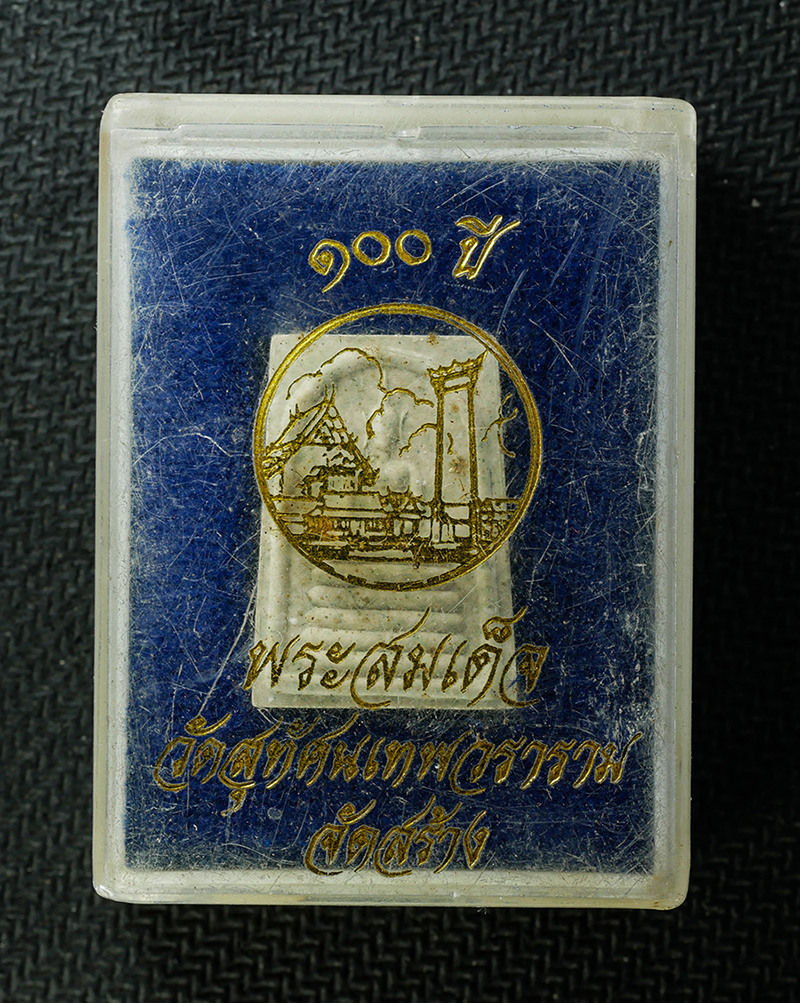 ๑๐๐ ปี
พระสมเด็จ
วัดสุทัศนเทพวราราม
จัดสร้าง